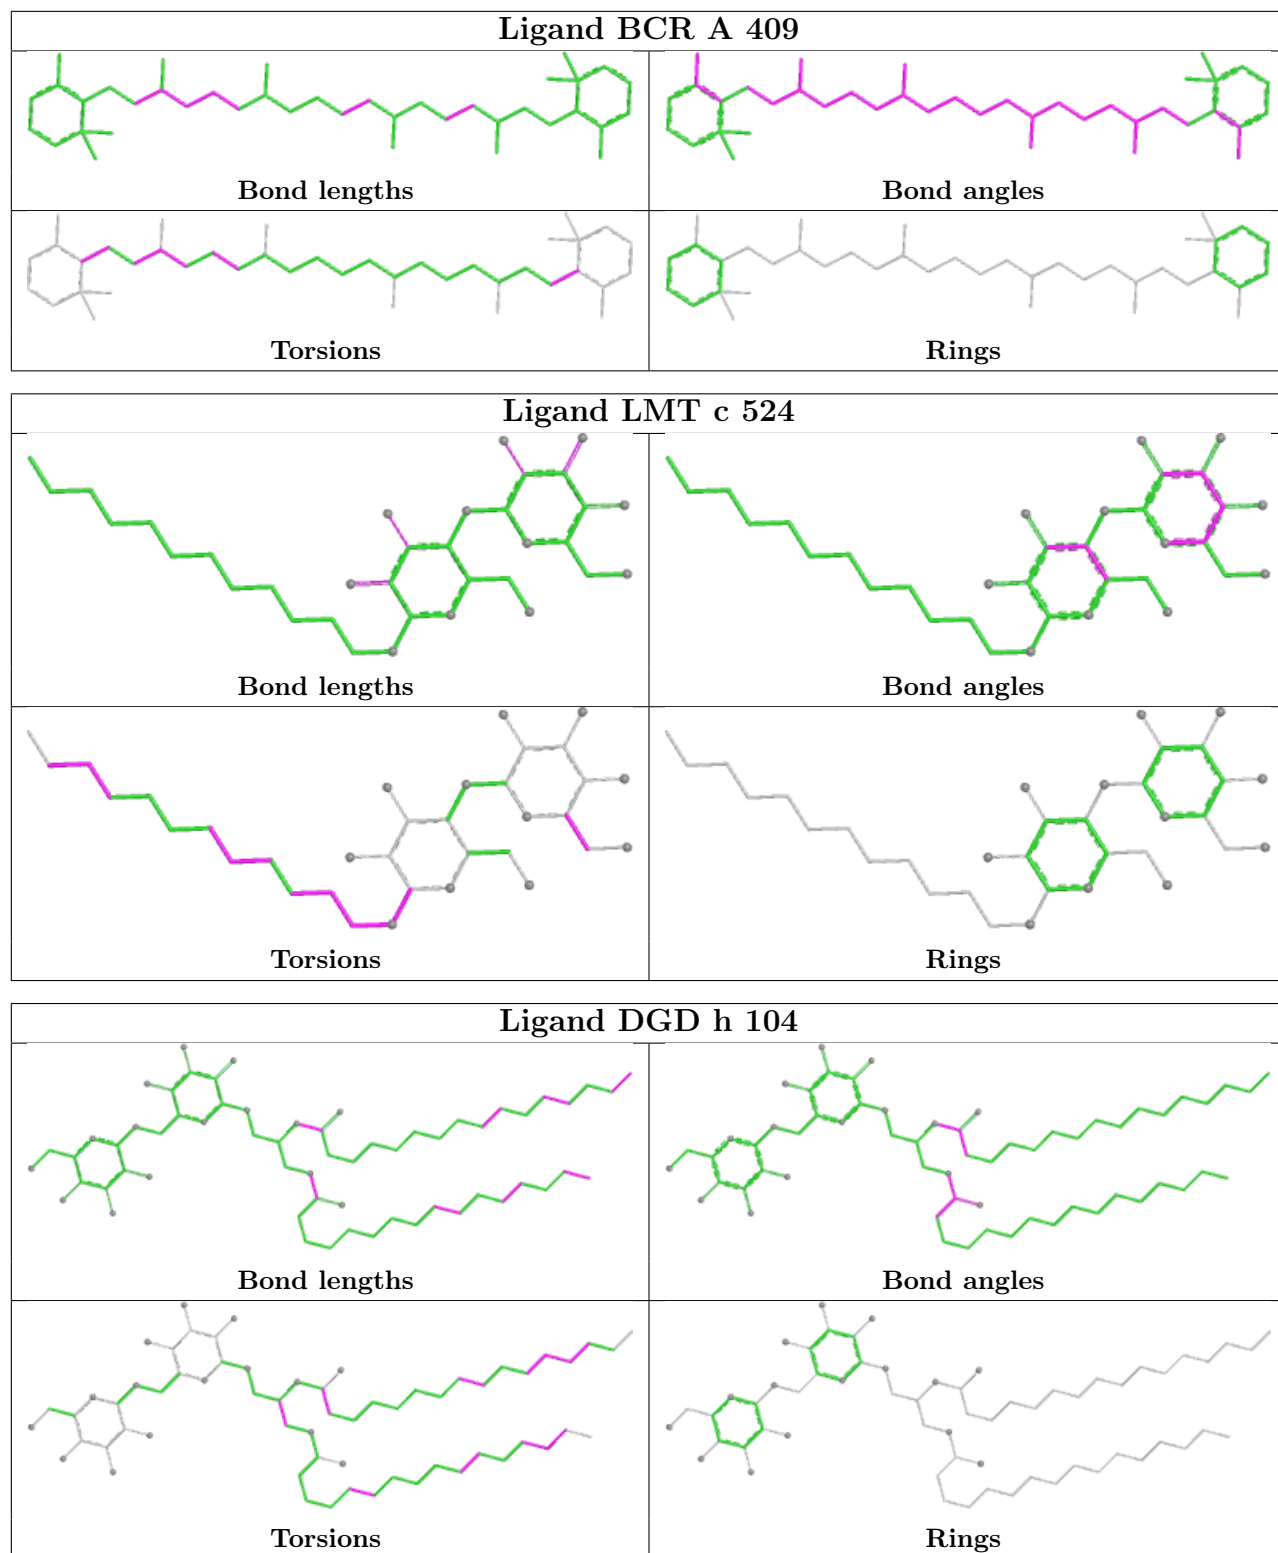 Ligand BCR A 409
Bond lengths
Bond angles
Torsions
Rings
Ligand LMT c 524
Bond lengths
Bond angles
Torsions
Rings
Ligand DGD h 104
Bond lengths
Bond angles
Torsions
Rings